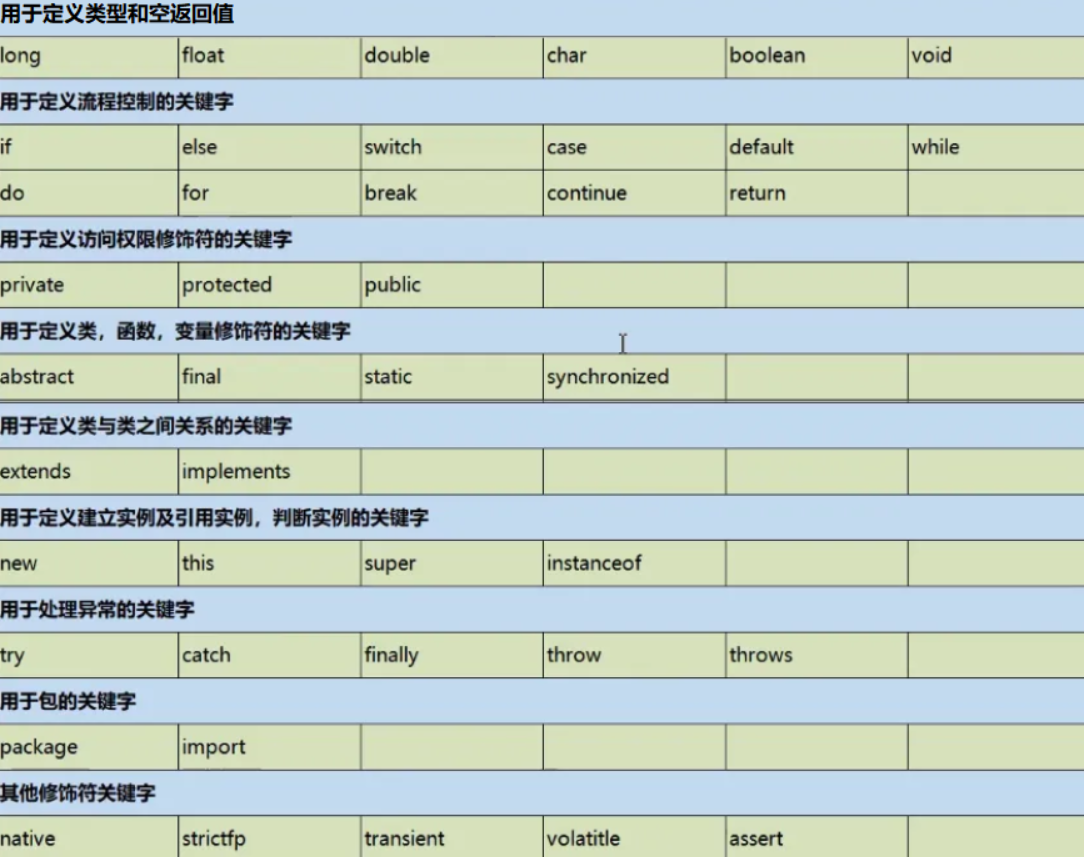 用于定义类型和空返回值
long float double char boolean void
用于定义流程控制的关键字
if else switch case default while
do for break continue return
用于定义访问权限修饰符的关键字
private protected public
用于定义类，函数，变量修饰符的关键字
abstract final static synchronized
用于定义类与类之间关系的关键字
extends implements
用于定义建立实例及引用实例，判断实例的关键字
new this super instanceof
用于处理异常的关键字
try catch finally throw throws
用于包的关键字
package import
其他修饰符关键字
native strictfp transient volatitle assert